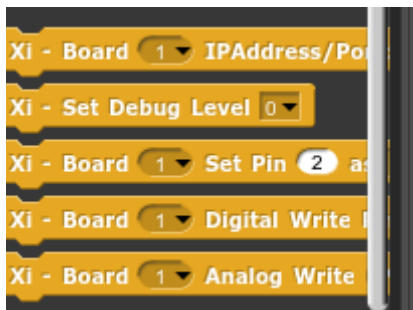 Xi - Board 1 IPAddress/Po
Xi - Set Debug Level 0
Xi - Board 1 Set Pin 2 a
Xi - Board 1 Digital Write
Xi - Board 1 Analog Write